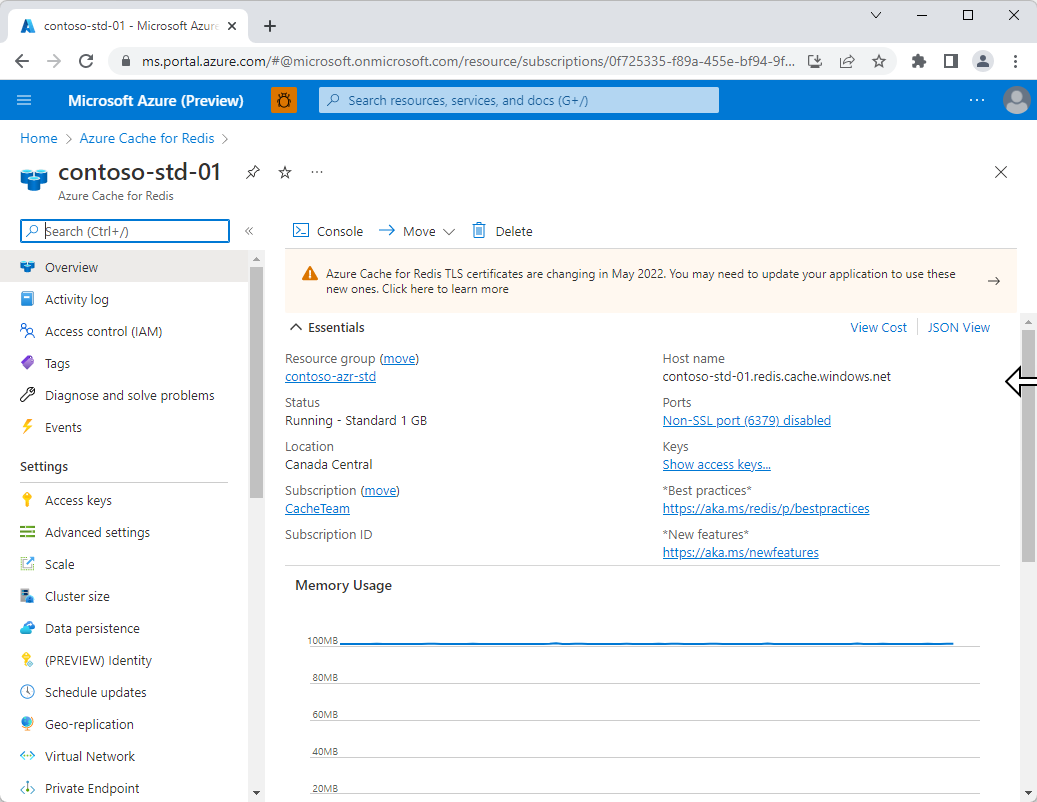 contoso-std-01 - Microsoft Azure
ms.portal.azure.com/#@microsoft.onmicrosoft.com/resource/subscriptions/0f725335-f89a-455e-bf94-9f...
Microsoft Azure (Preview)
Search resources, services, and docs (G+/)
Home > Azure Cache for Redis >
contoso-std-01
Azure Cache for Redis
Search (Ctrl+/)
Overview
Activity log
Access control (IAM)
Tags
Diagnose and solve problems
Events
Settings
Access keys
Advanced settings
Scale
Cluster size
Data persistence
(PREVIEW) Identity
Schedule updates
Geo-replication
Virtual Network
Private Endpoint
Console Move Delete
Azure Cache for Redis TLS certificates are changing in May 2022. You may need to update your application to use these
new ones. Click here to learn more
Essentials
View Cost JSON View
Resource group (move)
contoso-azr-std
Status
Running - Standard 1 GB
Location
Canada Central
Subscription (move)
CacheTeam
Subscription ID
Host name
contoso-std-01.redis.cache.windows.net
Ports
Non-SSL port (6379) disabled
Keys
Show access keys...
*Best practices*
https://aka.ms/redis/p/bestpractices
*New features*
https://aka.ms/newfeatures
Memory Usage
100MB
80MB
60MB
40MB
20MB